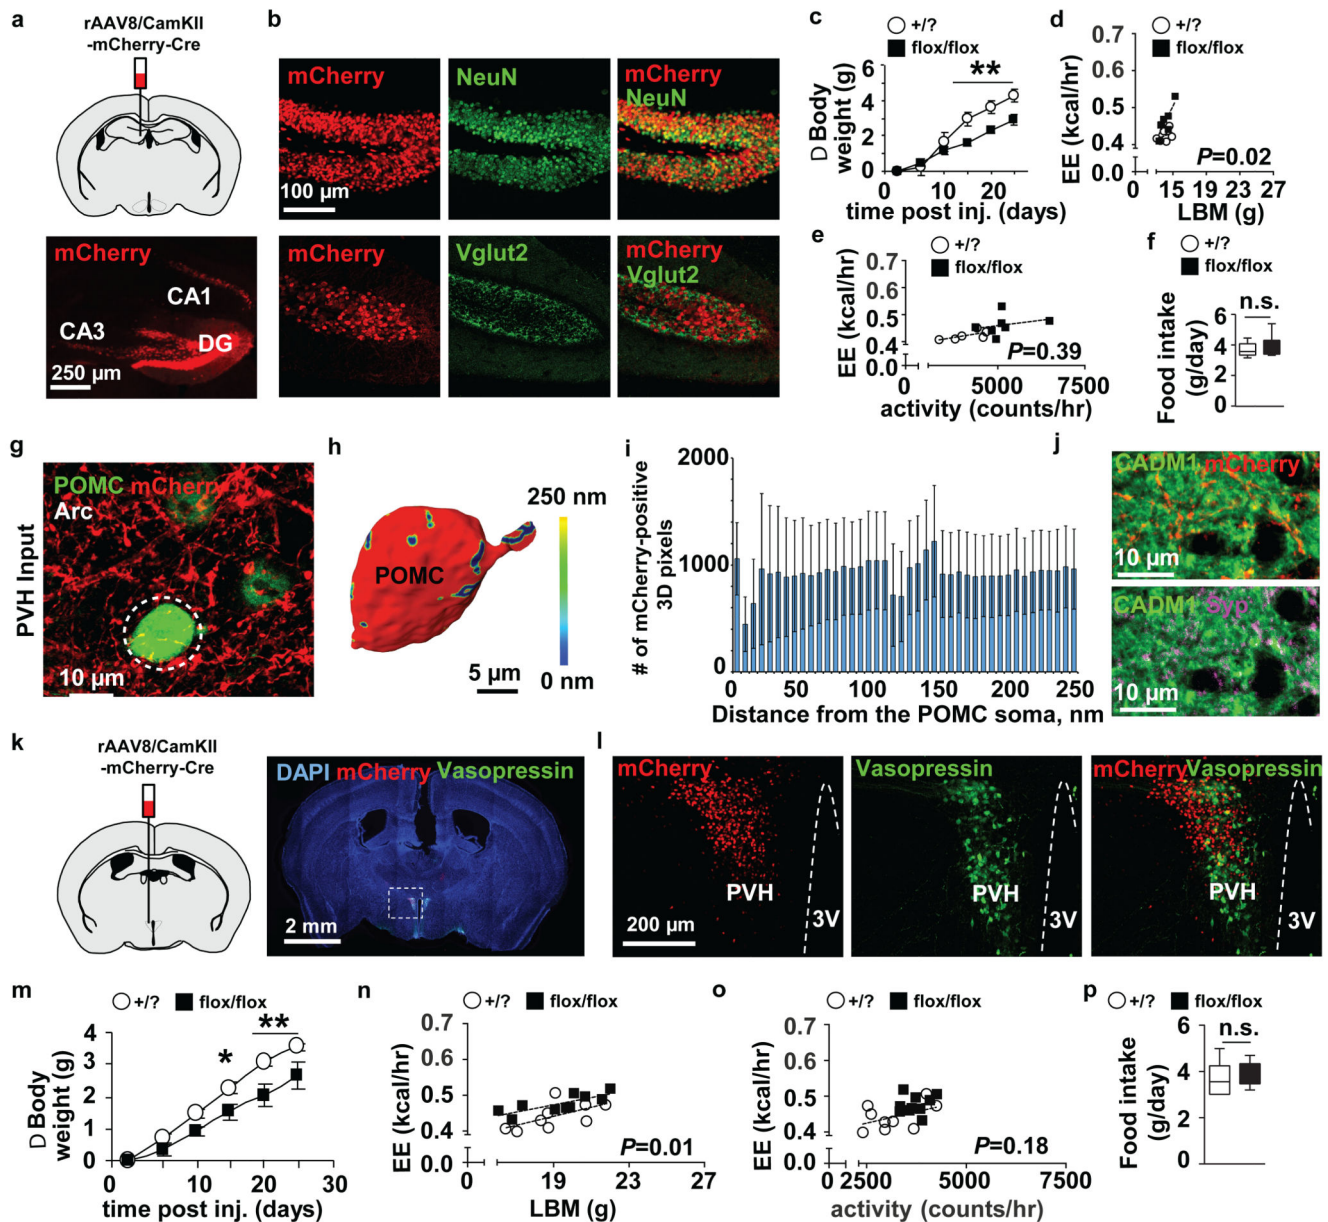 a
rAAV8/CamKII
-mCherry-Cre
mCherry
CA1
CA3
DG
250 µm
b
mCherry
NeuN
mCherry
NeuN
100 µm
mCherry
Vglut2
mCherry
Vglut2
c
+/?
flox/flox
D Body
weight (g)
6
4
2
0
**
0
10
20
time post inj. (days)
d
+/?
flox/flox
EE (kcal/hr)
0.7
0.6
0.5
0.4
0.0
P=0.02
0
15
19
23
27
LBM (g)
e
+/?
flox/flox
EE (kcal/hr)
0.7
0.6
0.5
0.4
0.0
P=0.39
0
5000
7500
activity (counts/hr)
f
+/?
flox/flox
n.s.
Food intake
(g/day)
6
4
2
0
g
PVH Input
POMC mCherry
Arc
10 µm
h
POMC
250 nm
0 nm
5 µm
i
# of mCherry-positive
3D pixels
2000
1000
0
0
50
100
150
200
250
Distance from the POMC soma, nm
j
CADM1 mCherry
10 µm
CADM1 Syp
10 µm
k
rAAV8/CamKII
-mCherry-Cre
DAPI mCherry Vasopressin
2 mm
l
mCherry
PVH
3V
200 µm
Vasopressin
PVH
3V
mCherry Vasopressin
PVH
3V
m
+/?
flox/flox
D Body
weight (g)
4
3
2
1
0
*
**
0
10
20
30
time post inj. (days)
n
+/?
flox/flox
EE (kcal/hr)
0.7
0.6
0.5
0.4
0.0
P=0.01
0
19
23
27
LBM (g)
o
+/?
flox/flox
EE (kcal/hr)
0.7
0.6
0.5
0.4
0.0
P=0.18
0
2500
5000
7500
activity (counts/hr)
p
+/?
flox/flox
n.s.
Food intake
(g/day)
6
4
2
0